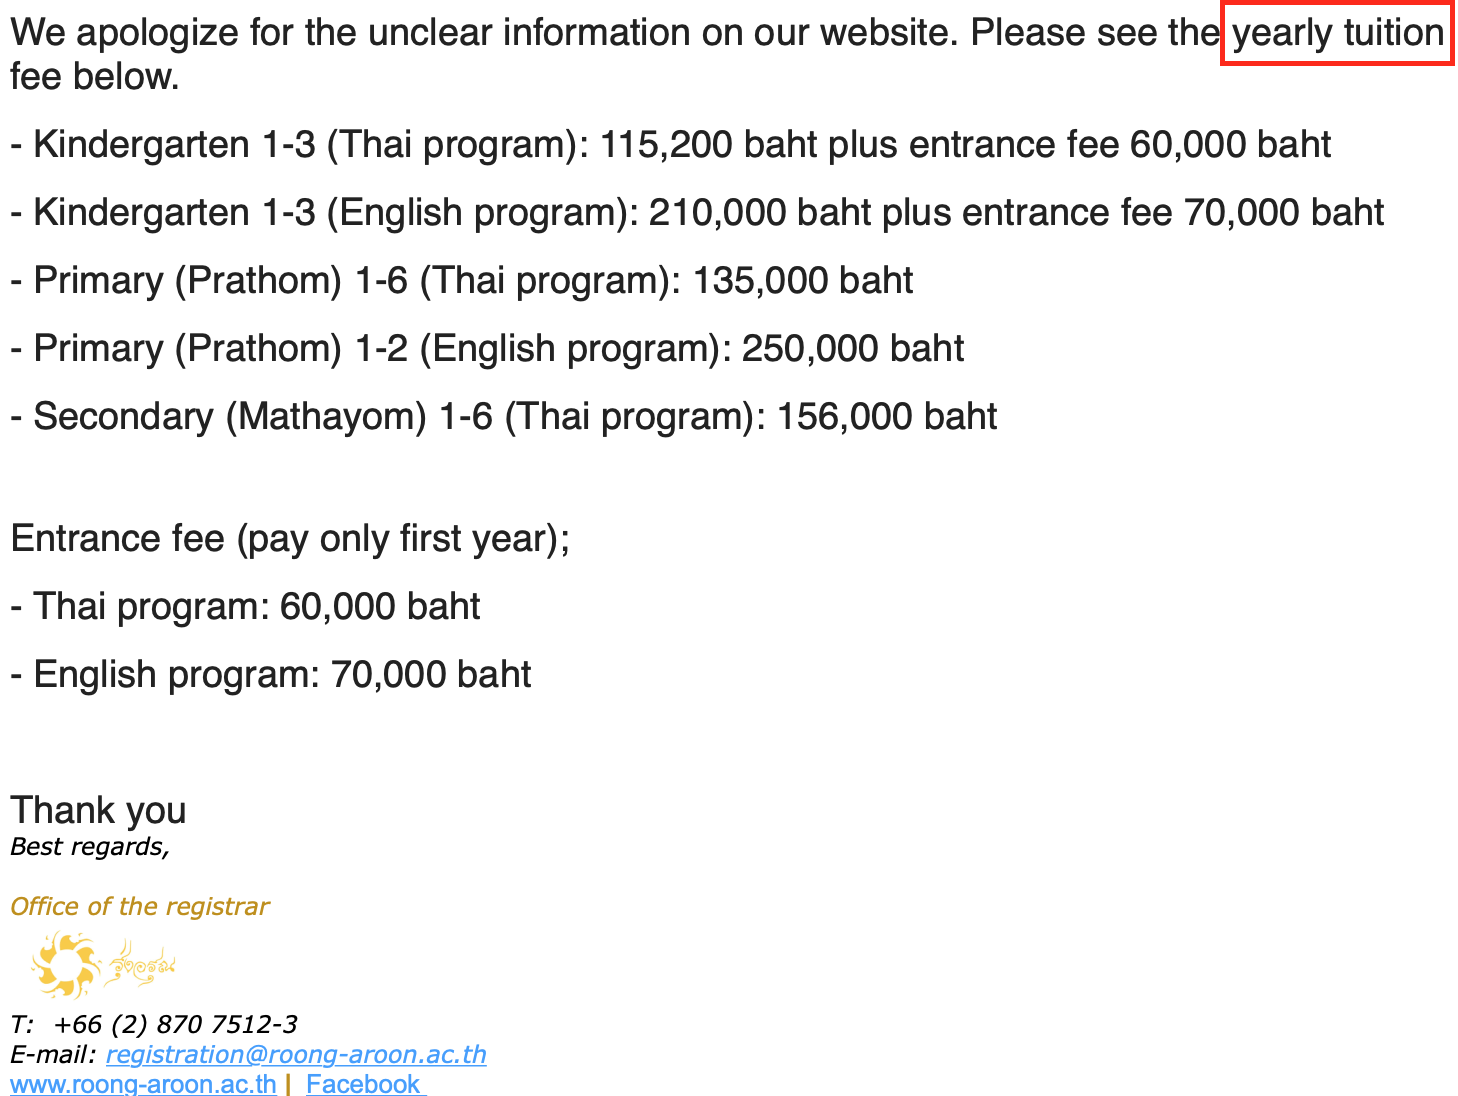 We apologize for the unclear information on our website. Please see the yearly tuition
fee below.
- Kindergarten 1-3 (Thai program): 115,200 baht plus entrance fee 60,000 baht
- Kindergarten 1-3 (English program): 210,000 baht plus entrance fee 70,000 baht
- Primary (Prathom) 1-6 (Thai program): 135,000 baht
- Primary (Prathom) 1-2 (English program): 250,000 baht
- Secondary (Mathayom) 1-6 (Thai program): 156,000 baht
Entrance fee (pay only first year);
- Thai program: 60,000 baht
- English program: 70,000 baht
Thank you
Best regards,
Office of the registrar
รุ่งอรุณ
T: +66 (2) 870 7512-3
E-mail: registration@roong-aroon.ac.th
www.roong-aroon.ac.th | Facebook